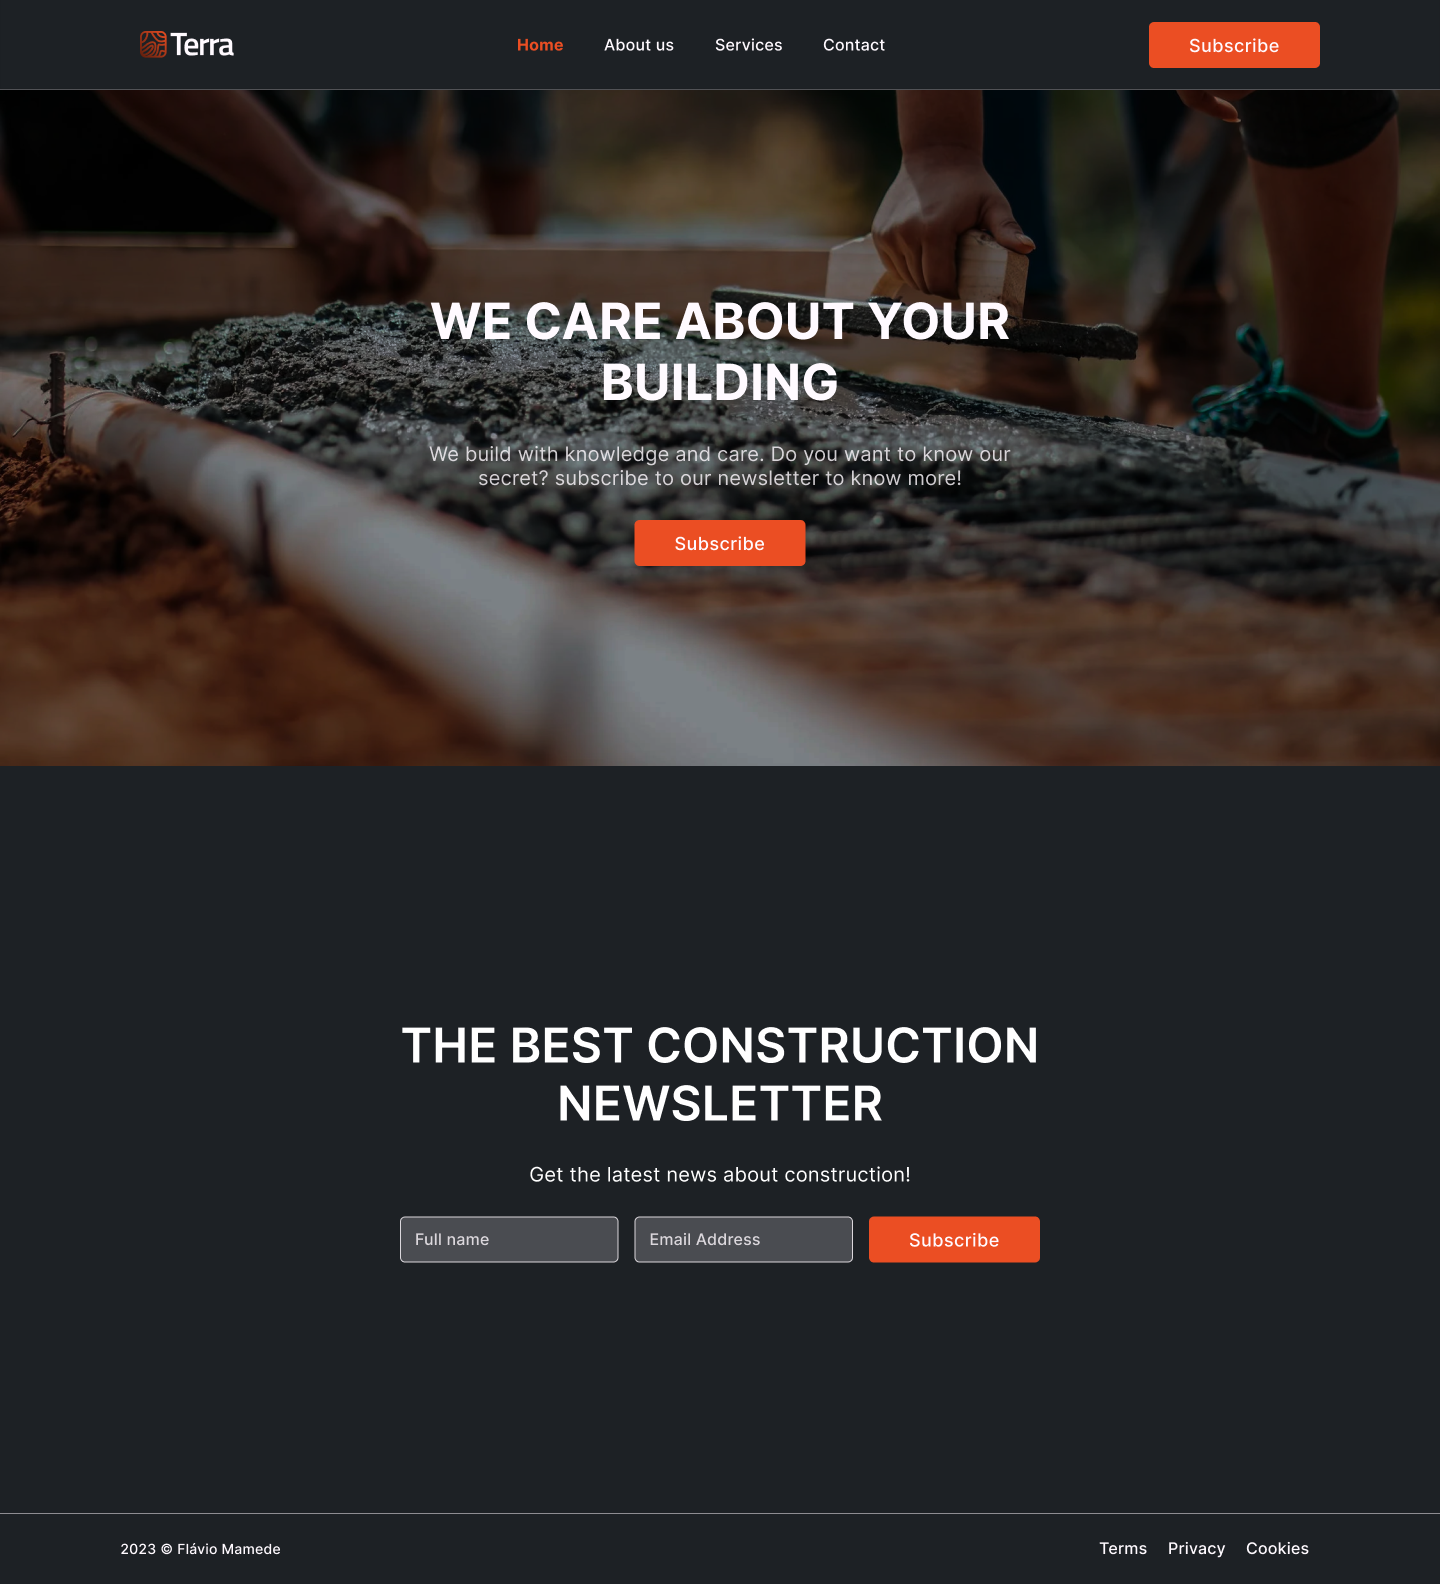 Terra
Home
About us
Services
Contact
Subscribe
WE CARE ABOUT YOUR
BUILDING
We build with knowledge and care. Do you want to know our
secret? subscribe to our newsletter to know more!
Subscribe
THE BEST CONSTRUCTION
NEWSLETTER
Get the latest news about construction!
Full name
Email Address
Subscribe
2023 © Flávio Mamede
Terms
Privacy
Cookies